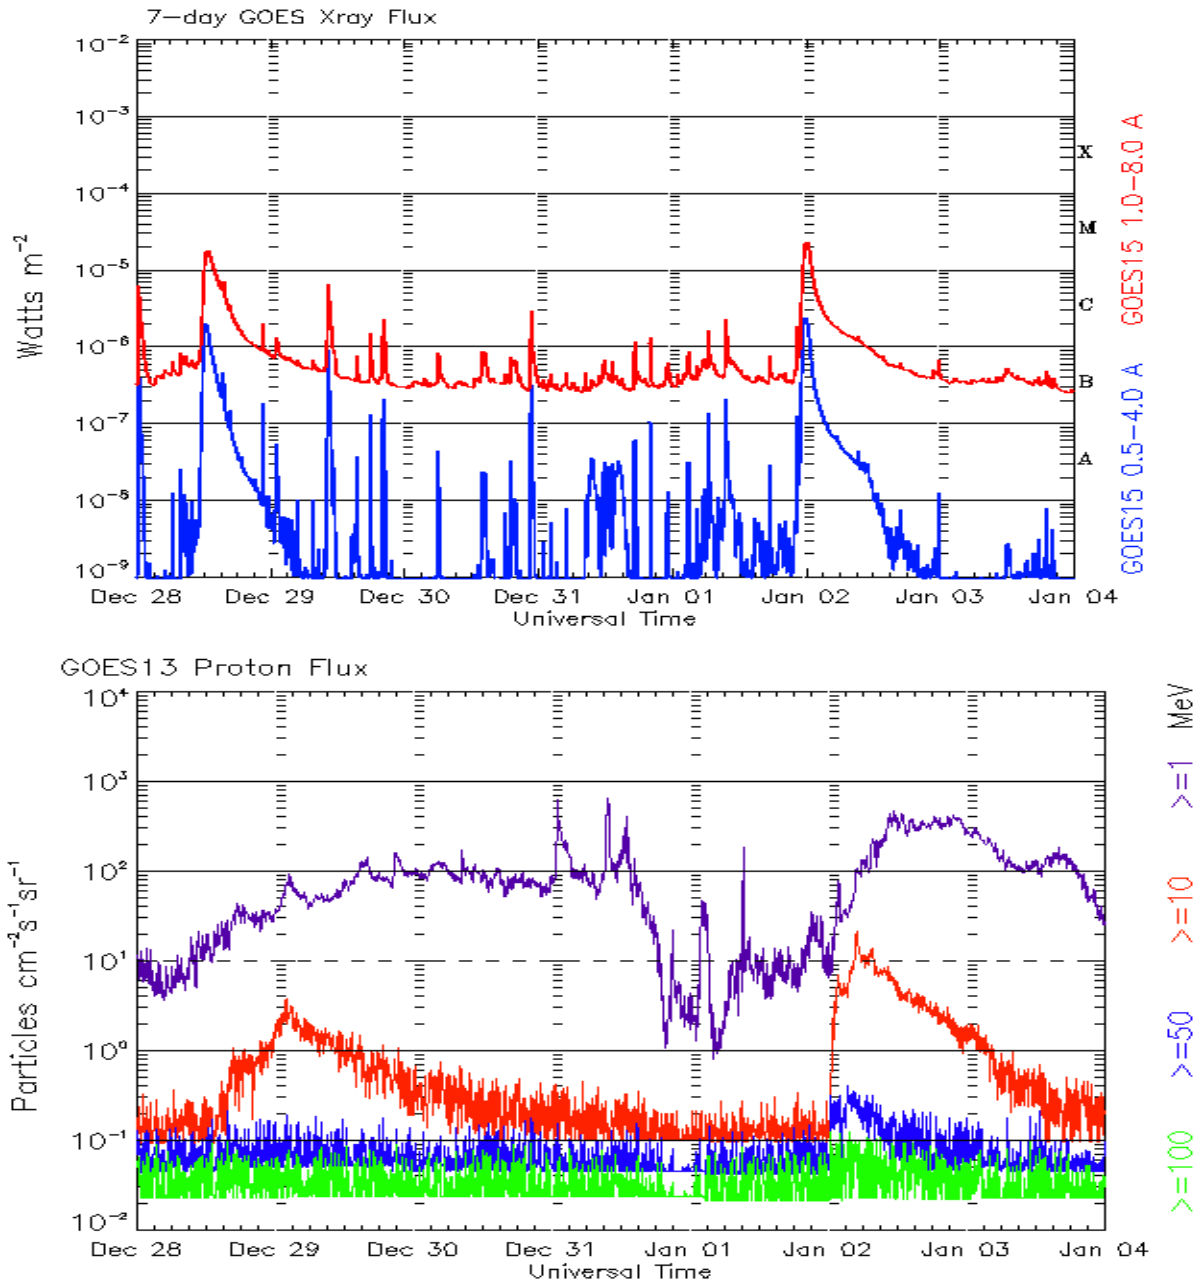 7-day GOES Xray Flux
10⁻²
10⁻³
10⁻⁴
10⁻⁵
10⁻⁶
10⁻⁷
10⁻⁸
10⁻⁹
Watts m⁻²
X
M
C
B
A
GOES15 1.0-8.0 A
GOES15 0.5-4.0 A
Dec 28 Dec 29 Dec 30 Dec 31 Jan 01 Jan 02 Jan 03 Jan 04
Universal Time
GOES13 Proton Flux
10⁴
10³
10²
10¹
10⁰
10⁻¹
10⁻²
Particles cm⁻²s⁻¹sr⁻¹
MeV
>=1
>=10
>=50
>=100
Dec 28 Dec 29 Dec 30 Dec 31 Jan 01 Jan 02 Jan 03 Jan 04
Universal Time